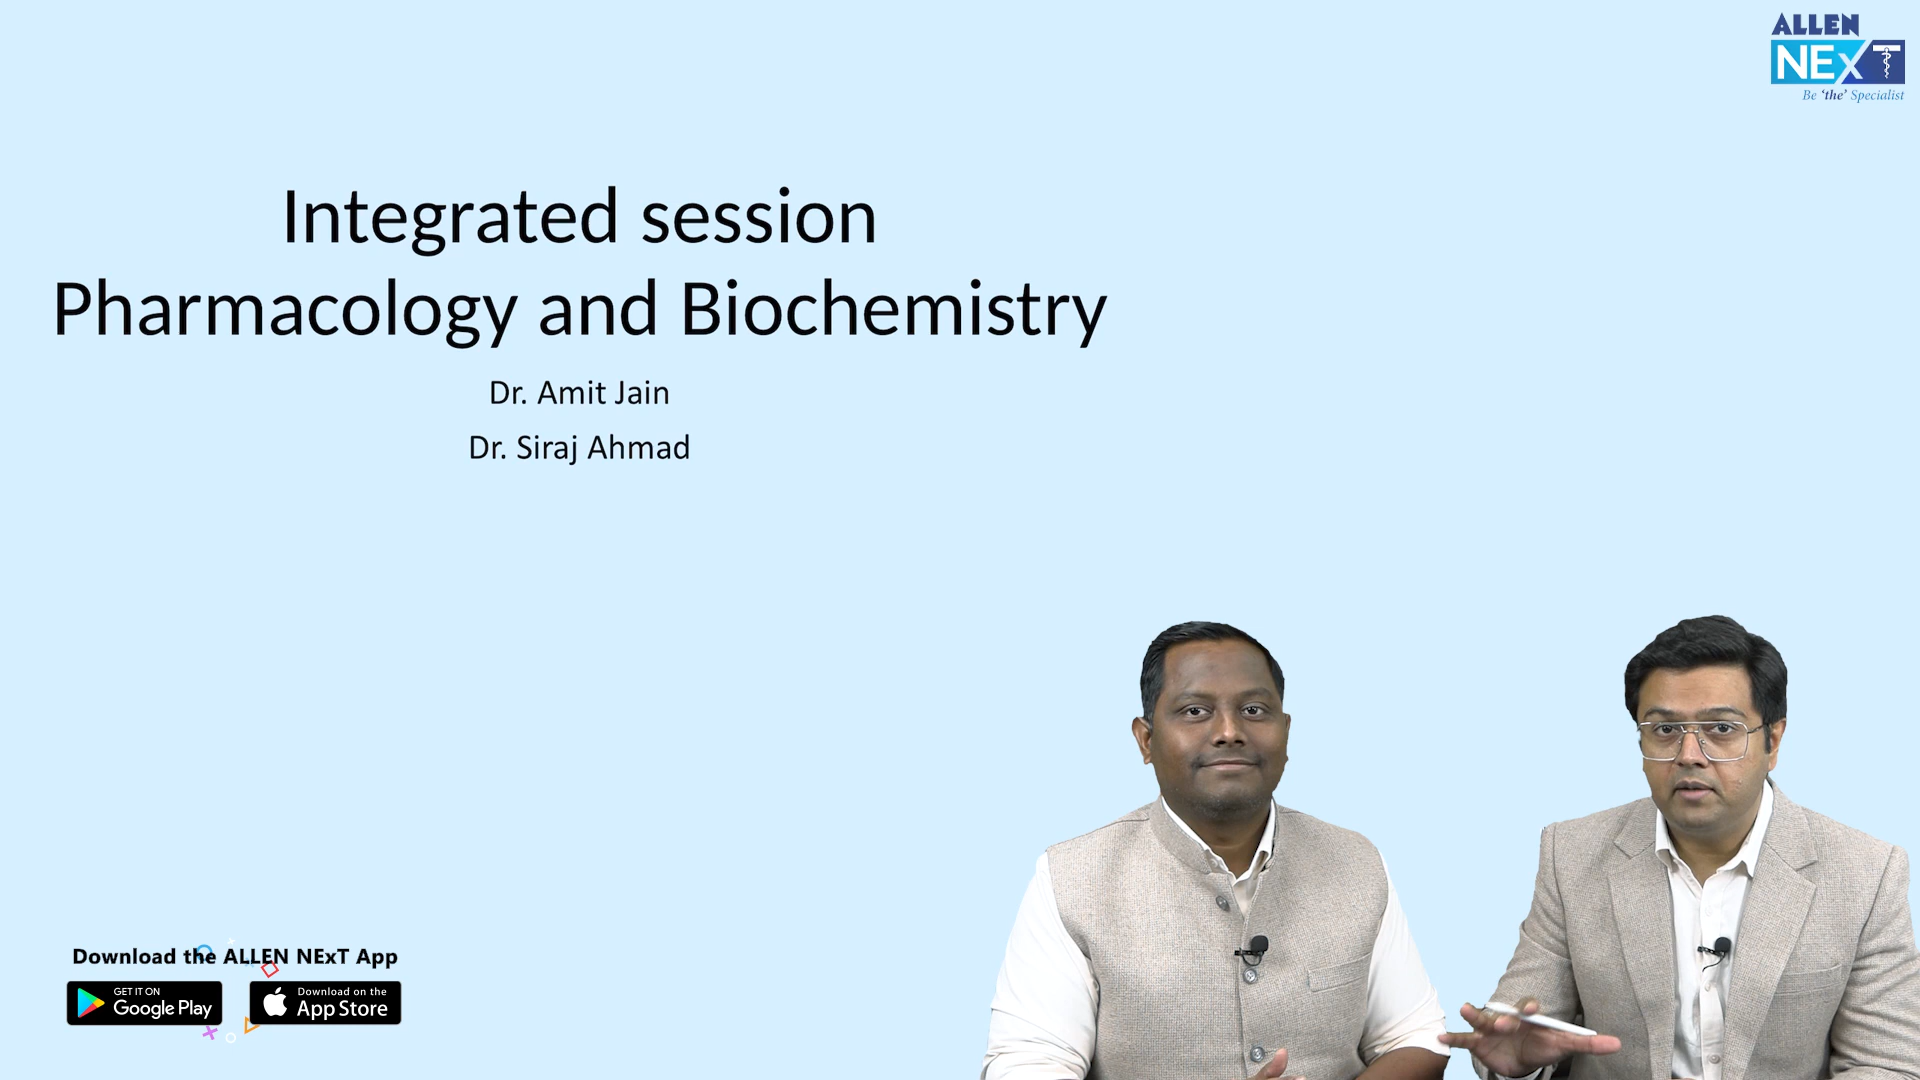 ALLEN
NExT
Be 'the' Specialist
Integrated session
Pharmacology and Biochemistry
Dr. Amit Jain
Dr. Siraj Ahmad
Download the ALLEN NExT App
GET IT ON
Google Play
Download on the
App Store